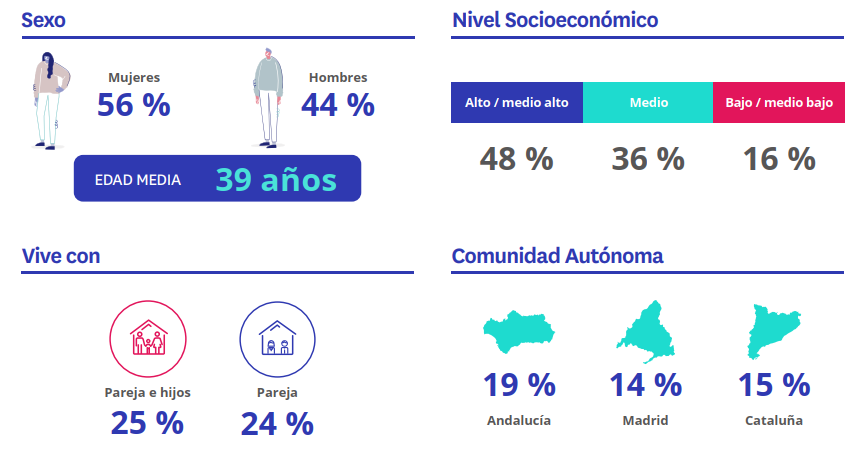 Sexo
Mujeres
56 %
Hombres
44 %
EDAD MEDIA 39 años
Nivel Socioeconómico
Alto / medio alto
Medio
Bajo / medio bajo
48 %
36 %
16 %
Vive con
Pareja e hijos
25 %
Pareja
24 %
Comunidad Autónoma
19 %
Andalucía
14 %
Madrid
15 %
Cataluña